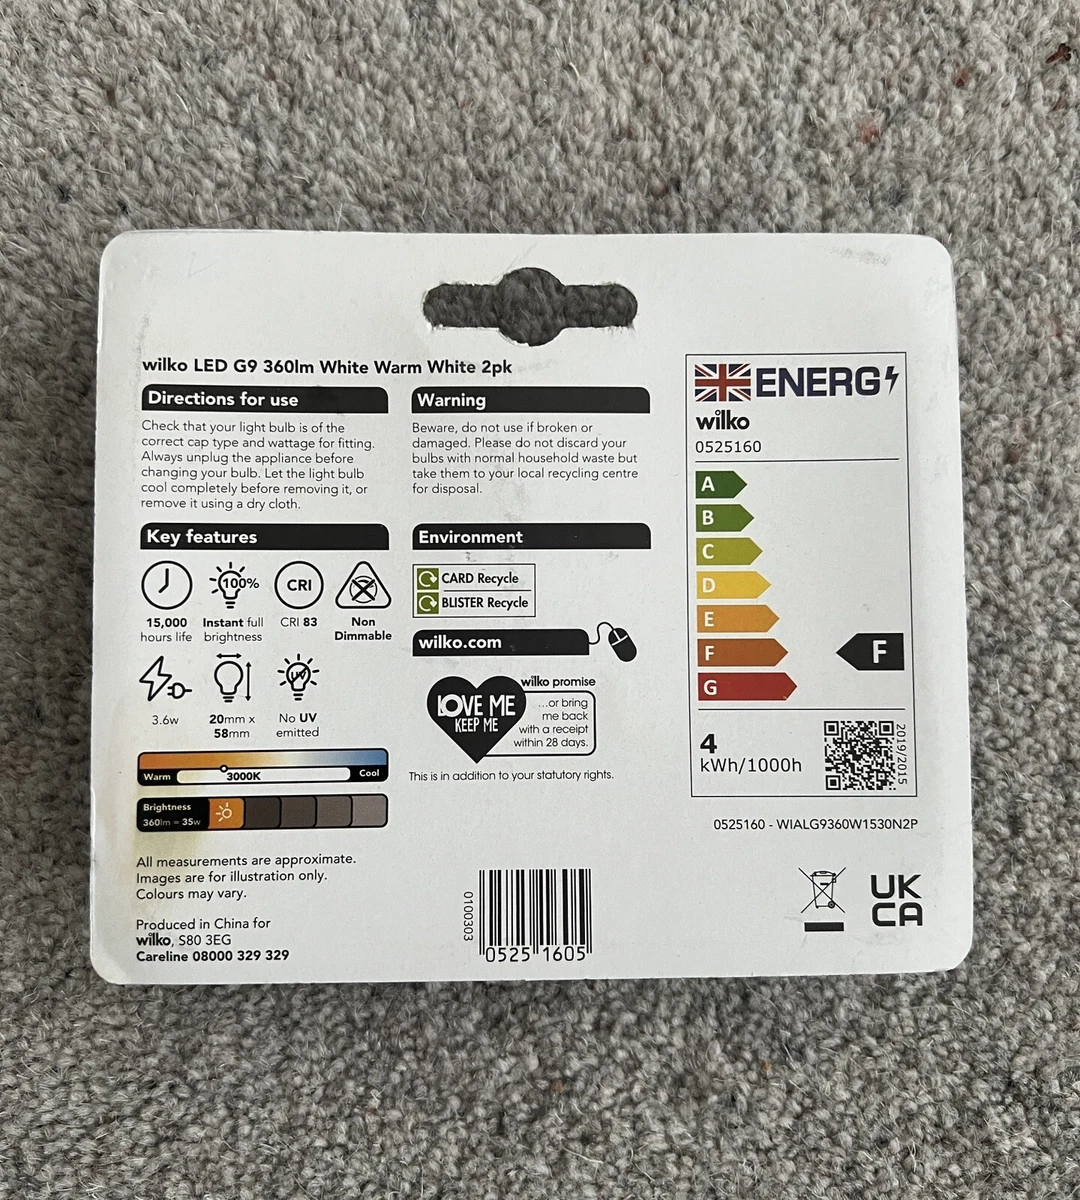 wilko LED G9 360lm White Warm White 2pk
Directions for use
Check that your light bulb is of the
correct cap type and wattage for fitting.
Always unplug the appliance before
changing your bulb. Let the light bulb
cool completely before removing it, or
remove it using a dry cloth.
Key features
100%
CRI
15,000
hours life
Instant full
brightness
CRI 83
Non
Dimmable
UV
3.6w
20mm x
58mm
No UV
emitted
Warm
3000K
Cool
Brightness
360lm = 35w
All measurements are approximate.
Images are for illustration only.
Colours may vary.
Produced in China for
wilko, S80 3EG
Careline 08000 329 329
Warning
Beware, do not use if broken or
damaged. Please do not discard your
bulbs with normal household waste but
take them to your local recycling centre
for disposal.
Environment
CARD Recycle
BLISTER Recycle
wilko.com
LOVE ME
KEEP ME
wilko promise
...or bring
me back
with a receipt
within 28 days.
This is in addition to your statutory rights.
0100303
0525 1605
ENERG
wilko
0525160
A
B
C
D
E
F
F
G
4
kWh/1000h
2019/2015
0525160 - WIALG9360W1530N2P
UK
CA